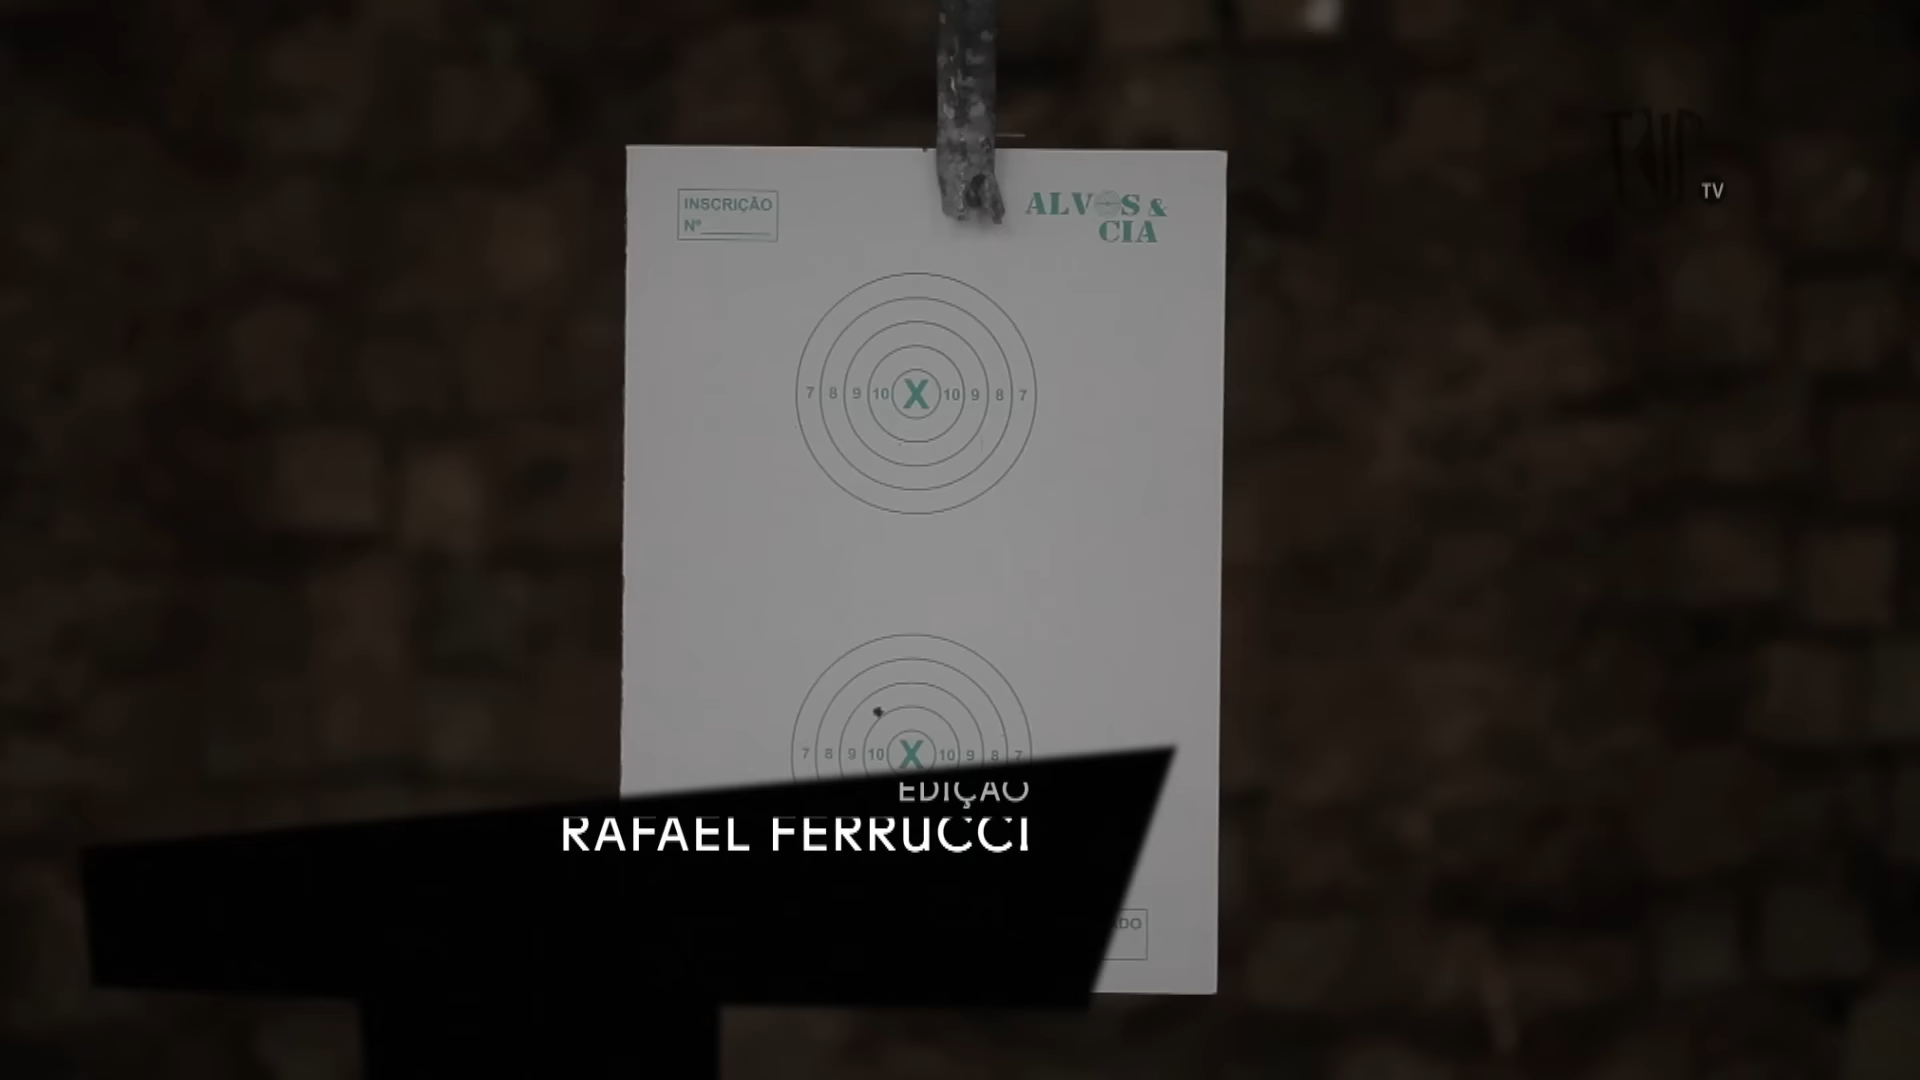 TRIP
TV
INSCRIÇÃO
Nº
ALVOS &
CIA
7 8 9 10 X 10 9 8 7
7 8 9 10 X 10 9 8 7
EDIÇÃO
RAFAEL FERRUCCI